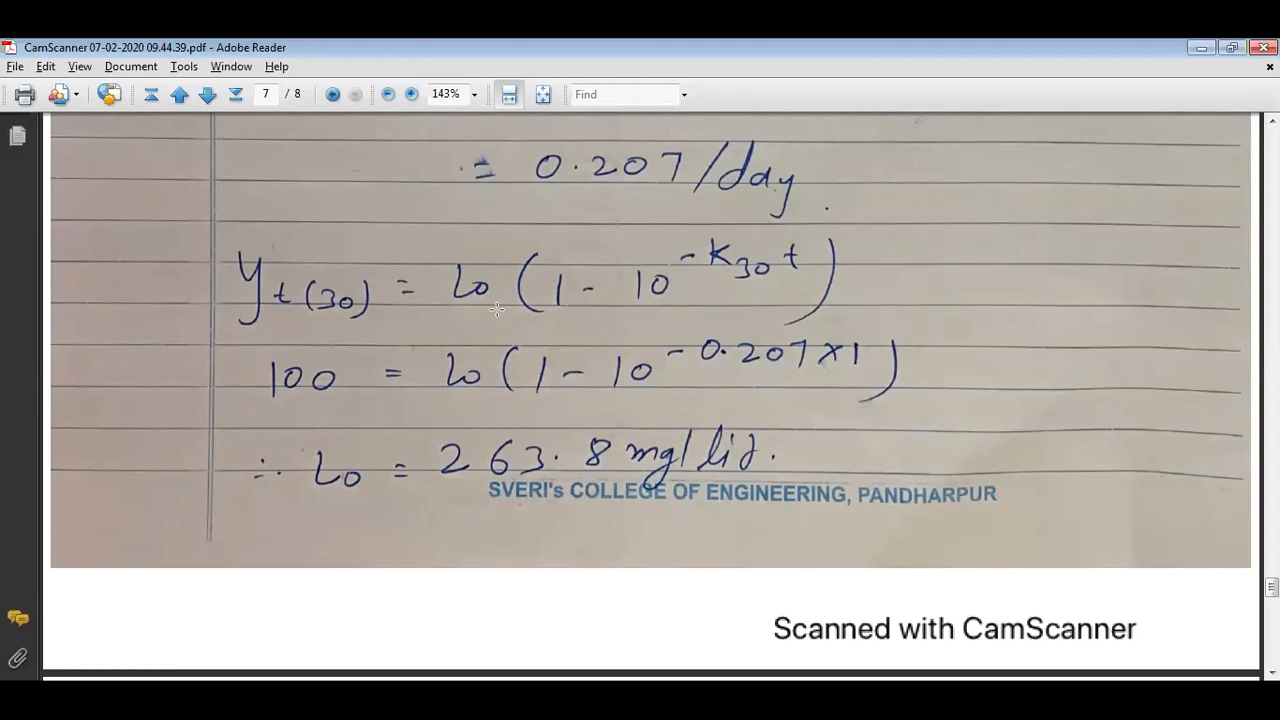 CamScanner 07-02-2020 09.44.39.pdf - Adobe Reader
File Edit View Document Tools Window Help
7 / 8 143% Find
= 0.207/day
Yt(30) = Lo (1 - 10^-K30 t)
100 = Lo (1 - 10^-0.207×1)
∴ Lo = 263.8 mg/lit.
SVERI's COLLEGE OF ENGINEERING, PANDHARPUR
Scanned with CamScanner